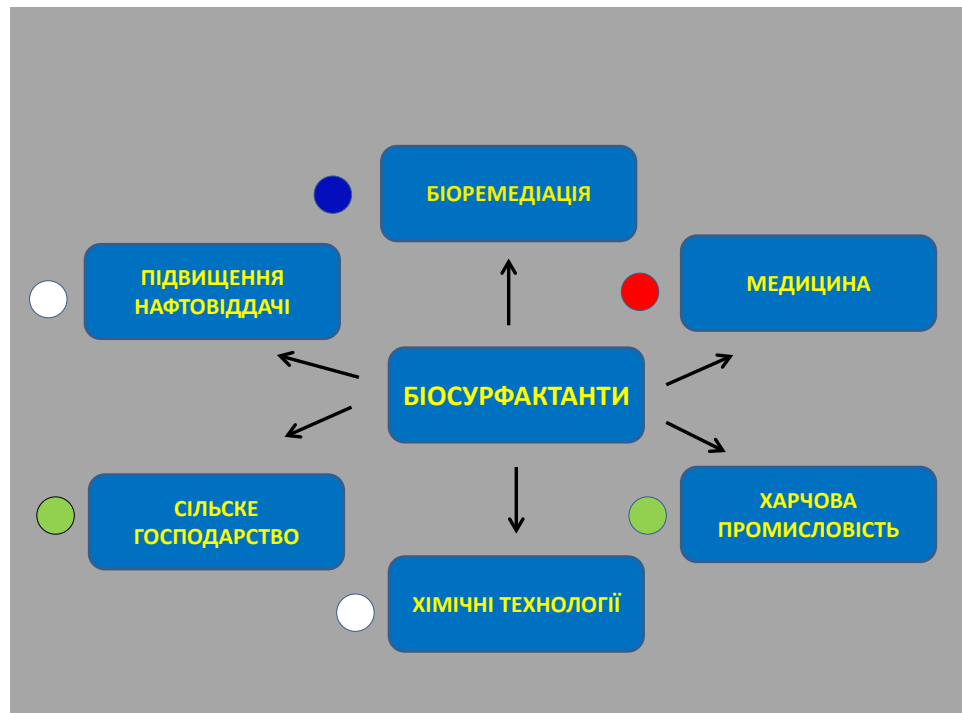 БІОРЕМЕДІАЦІЯ
ПІДВИЩЕННЯ
НАФТОВІДДАЧІ
МЕДИЦИНА
БІОСУРФАКТАНТИ
СІЛЬСКЕ
ГОСПОДАРСТВО
ХАРЧОВА
ПРОМИСЛОВІСТЬ
ХІМІЧНІ ТЕХНОЛОГІЇ